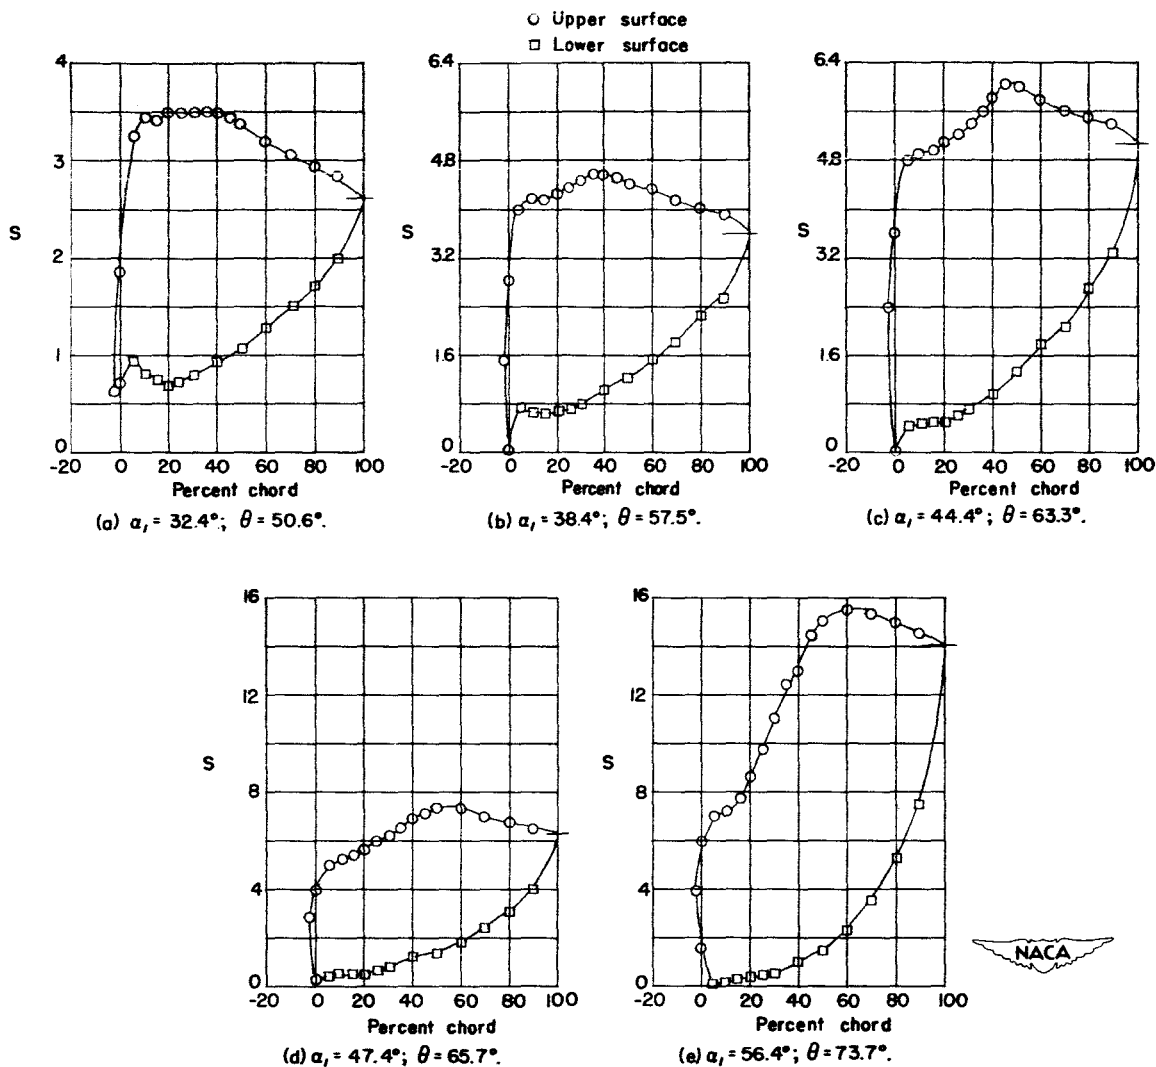 ○ Upper surface
□ Lower surface
4
3
S
2
1
0
-20 0 20 40 60 80 100
Percent chord
(a) α₁ = 32.4°; θ = 50.6°.
6.4
4.8
S
3.2
1.6
0
-20 0 20 40 60 80 100
Percent chord
(b) α₁ = 38.4°; θ = 57.5°.
6.4
4.8
S
3.2
1.6
0
-20 0 20 40 60 80 100
Percent chord
(c) α₁ = 44.4°; θ = 63.3°.
16
12
S
8
4
0
-20 0 20 40 60 80 100
Percent chord
(d) α₁ = 47.4°; θ = 65.7°.
16
12
S
8
4
0
-20 0 20 40 60 80 100
Percent chord
(e) α₁ = 56.4°; θ = 73.7°.
NACA